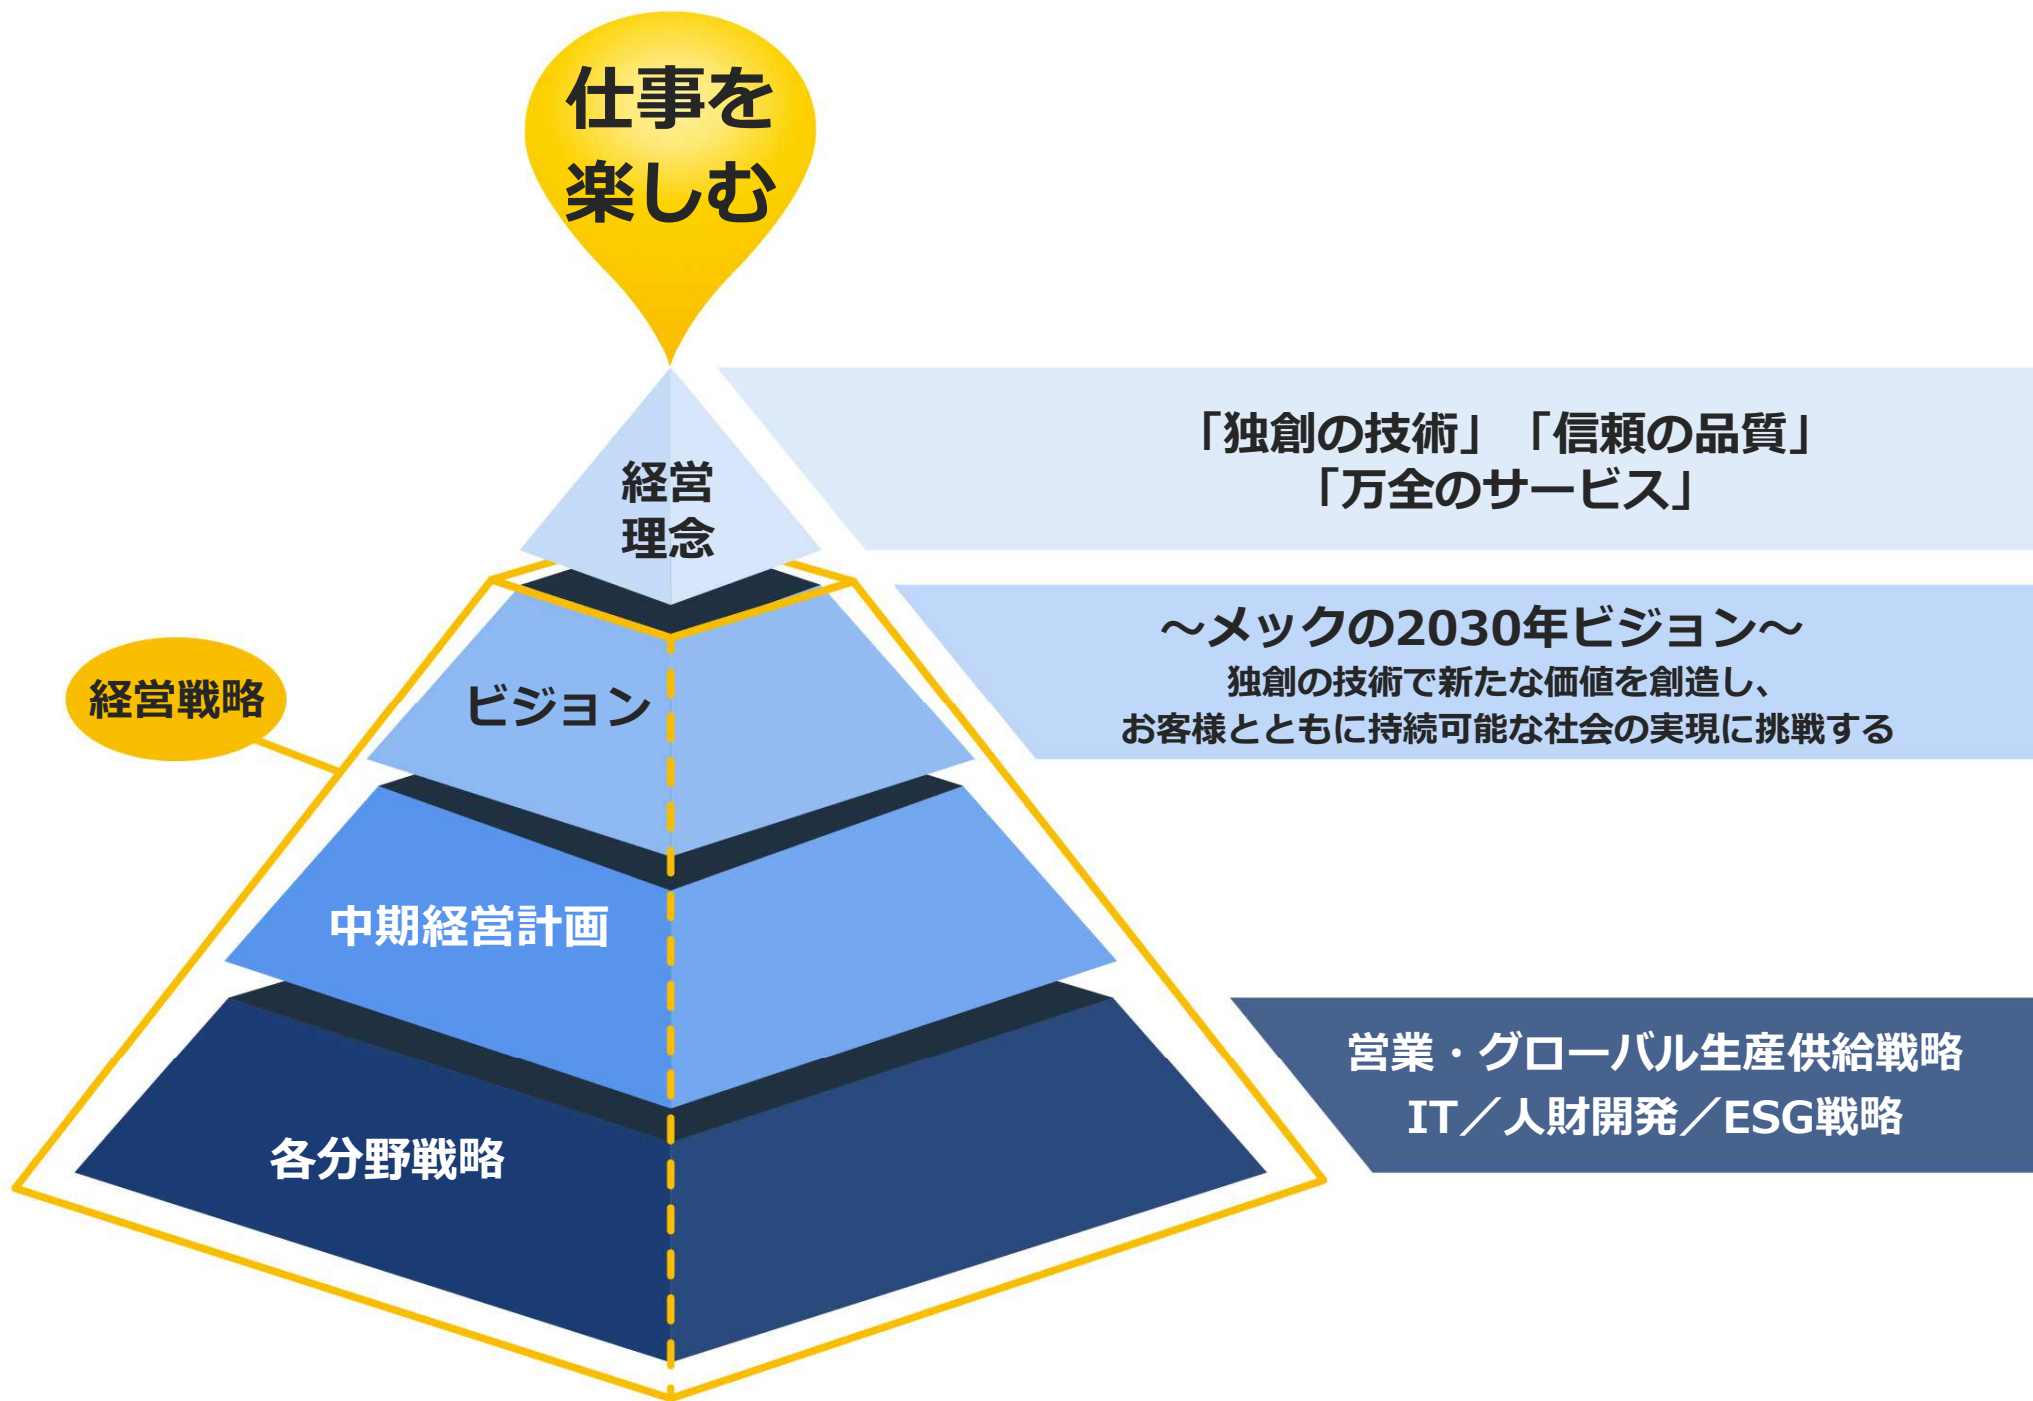 仕事を
楽しむ
経営
理念
「独創の技術」「信頼の品質」
「万全のサービス」
経営戦略
ビジョン
～メックの2030年ビジョン～
独創の技術で新たな価値を創造し、
お客様とともに持続可能な社会の実現に挑戦する
中期経営計画
各分野戦略
営業・グローバル生産供給戦略
IT／人財開発／ESG戦略